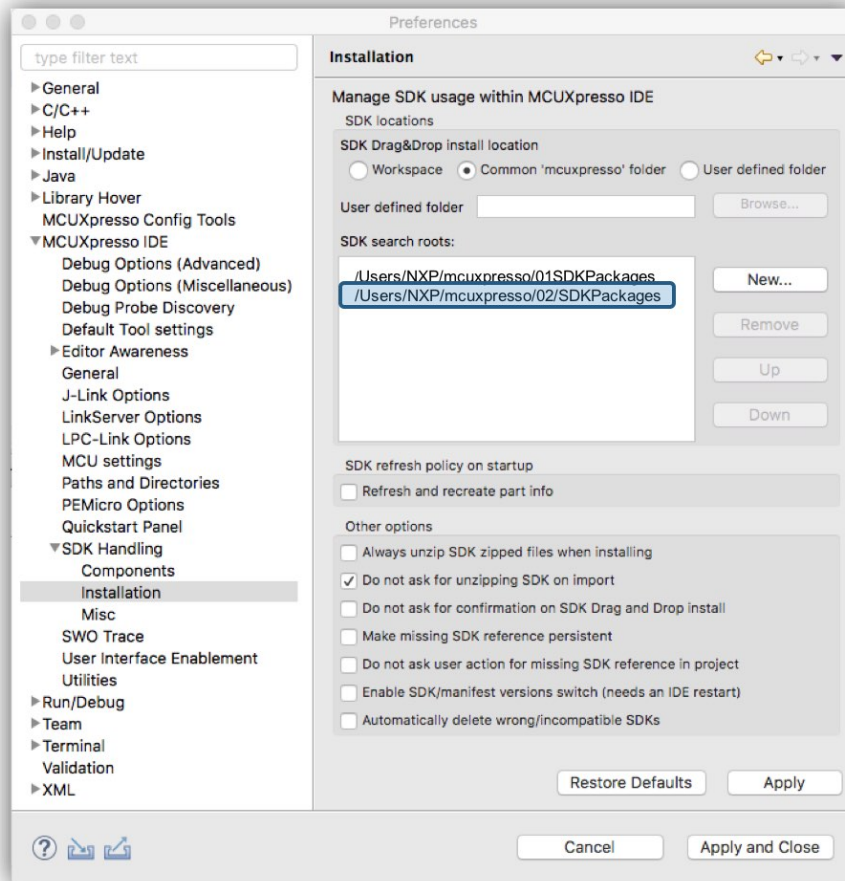 Preferences
type filter text
General
C/C++
Help
Install/Update
Java
Library Hover
MCUXpresso Config Tools
MCUXpresso IDE
Debug Options (Advanced)
Debug Options (Miscellaneous)
Debug Probe Discovery
Default Tool settings
Editor Awareness
General
J-Link Options
LinkServer Options
LPC-Link Options
MCU settings
Paths and Directories
PEMicro Options
Quickstart Panel
SDK Handling
Components
Installation
Misc
SWO Trace
User Interface Enablement
Utilities
Run/Debug
Team
Terminal
Validation
XML
Installation
Manage SDK usage within MCUXpresso IDE
SDK locations
SDK Drag&Drop install location
Workspace Common 'mcuxpresso' folder User defined folder
User defined folder Browse...
SDK search roots:
/Users/NXP/mcuxpresso/01SDKPackages
/Users/NXP/mcuxpresso/02/SDKPackages
New...
Remove
Up
Down
SDK refresh policy on startup
Refresh and recreate part info
Other options
Always unzip SDK zipped files when installing
Do not ask for unzipping SDK on import
Do not ask for confirmation on SDK Drag and Drop install
Make missing SDK reference persistent
Do not ask user action for missing SDK reference in project
Enable SDK/manifest versions switch (needs an IDE restart)
Automatically delete wrong/incompatible SDKs
Restore Defaults Apply
? Cancel Apply and Close